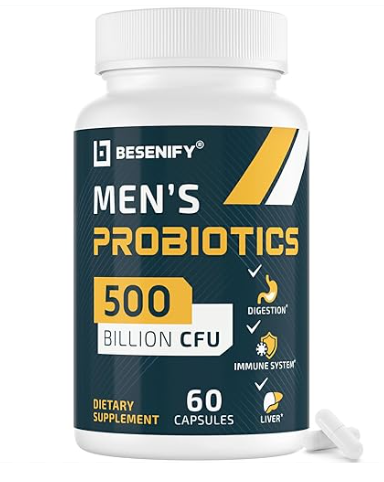 BESENIFY®
MEN'S
PROBIOTICS
500
BILLION CFU
DIGESTION*
IMMUNE SYSTEM*
LIVER*
DIETARY
SUPPLEMENT
60
CAPSULES